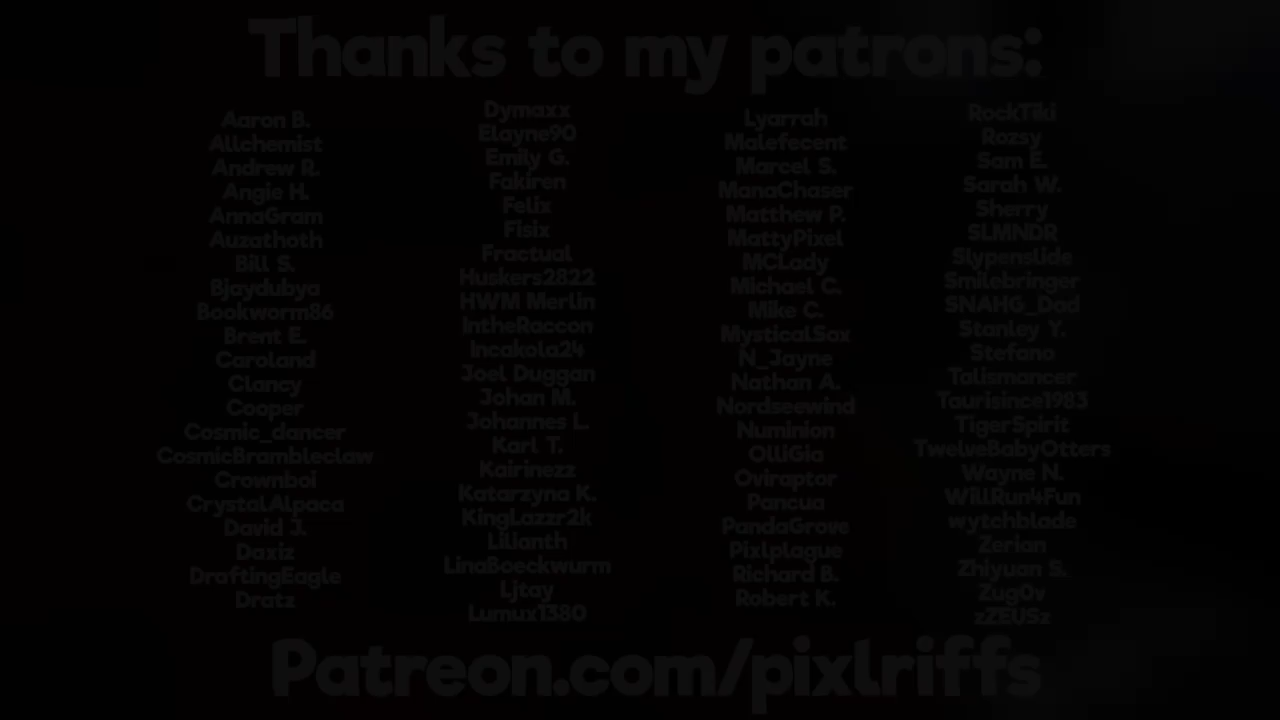 Thanks to my patrons:
Aaron B.
Allchemist
Andrew R.
Angie H.
AnnaGram
Auzathoth
Bill S.
Bjaydubya
Bookworm86
Brent E.
Caroland
Clancy
Cooper
Cosmic_dancer
CosmicBrambleclaw
Crownboi
CrystalAlpaca
David J.
Daxiz
DraftingEagle
Dratz
Dymaxx
Elayne90
Emily G.
Fakiren
Felix
Fisix
Fractual
Huskers2822
HWM Merlin
IntheRaccon
Incakola24
Joel Duggan
Johan M.
Johannes L.
Karl T.
Kairinezz
Katarzyna K.
KingLazzr2k
Lilianth
LinaBoeckwurm
Ljtay
Lumux1380
Lyarrah
Malefecent
Marcel S.
ManaChaser
Matthew P.
MattyPixel
MCLady
Michael C.
Mike C.
MysticalSox
N_Jayne
Nathan A.
Nordseewind
Numinion
OlliGia
Oviraptor
Pancua
PandaGrove
Pixlplague
Richard B.
Robert K.
RockTiki
Rozsy
Sam E.
Sarah W.
Sherry
SLMNDR
Slypenslide
Smilebringer
SNAHG_Dad
Stanley Y.
Stefano
Talismancer
Taurisince1983
TigerSpirit
TwelveBabyOtters
Wayne N.
WillRun4Fun
wytchblade
Zerian
Zhiyuan S.
Zug0v
zZEUSz
Patreon.com/pixlriffs